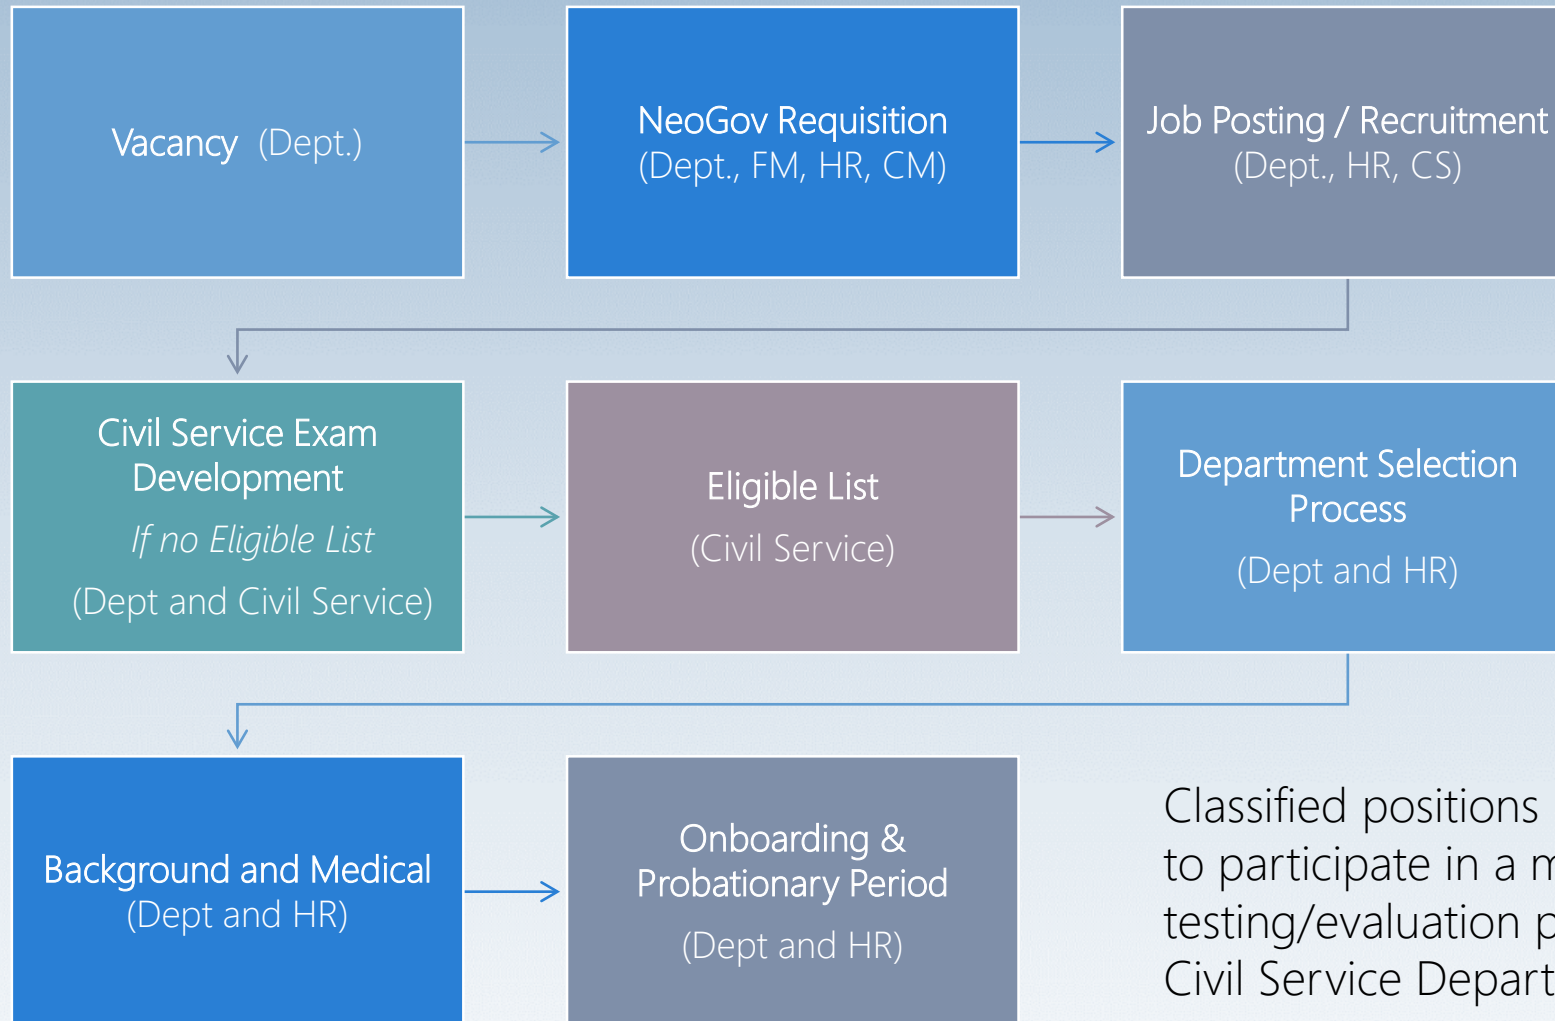 Vacancy (Dept.)
NeoGov Requisition
(Dept., FM, HR, CM)
Job Posting / Recruitment
(Dept., HR, CS)
Civil Service Exam
Development
If no Eligible List
(Dept and Civil Service)
Eligible List
(Civil Service)
Department Selection
Process
(Dept and HR)
Background and Medical
(Dept and HR)
Onboarding &
Probationary Period
(Dept and HR)
Classified positions
to participate in a
testing/evaluation
Civil Service